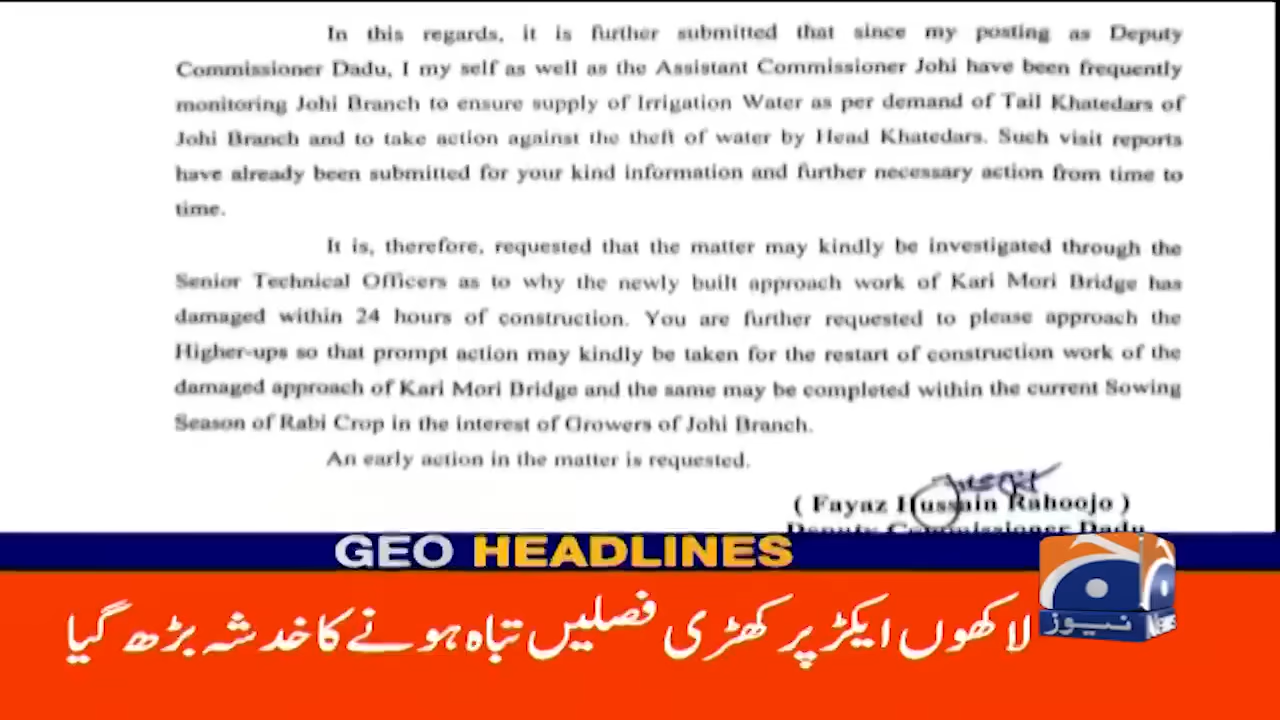 In this regards, it is further submitted that since my posting as Deputy
Commissioner Dadu, I my self as well as the Assistant Commissioner Johi have been frequently
monitoring Johi Branch to ensure supply of Irrigation Water as per demand of Tail Khatedars of
Johi Branch and to take action against the theft of water by Head Khatedars. Such visit reports
have already been submitted for your kind information and further necessary action from time to
time.
It is, therefore, requested that the matter may kindly be investigated through the
Senior Technical Officers as to why the newly built approach work of Kari Mori Bridge has
damaged within 24 hours of construction. You are further requested to please approach the
Higher-ups so that prompt action may kindly be taken for the restart of construction work of the
damaged approach of Kari Mori Bridge and the same may be completed within the current Sowing
Season of Rabi Crop in the interest of Growers of Johi Branch.
An early action in the matter is requested.
( Fayaz Hussain Rahoojo )
Deputy Commissioner Dadu
GEO HEADLINES
لاکھوں ایکڑ پر کھڑی فصلیں تباہ ہونے کا خدشہ بڑھ گیا
جیو
نیوز News